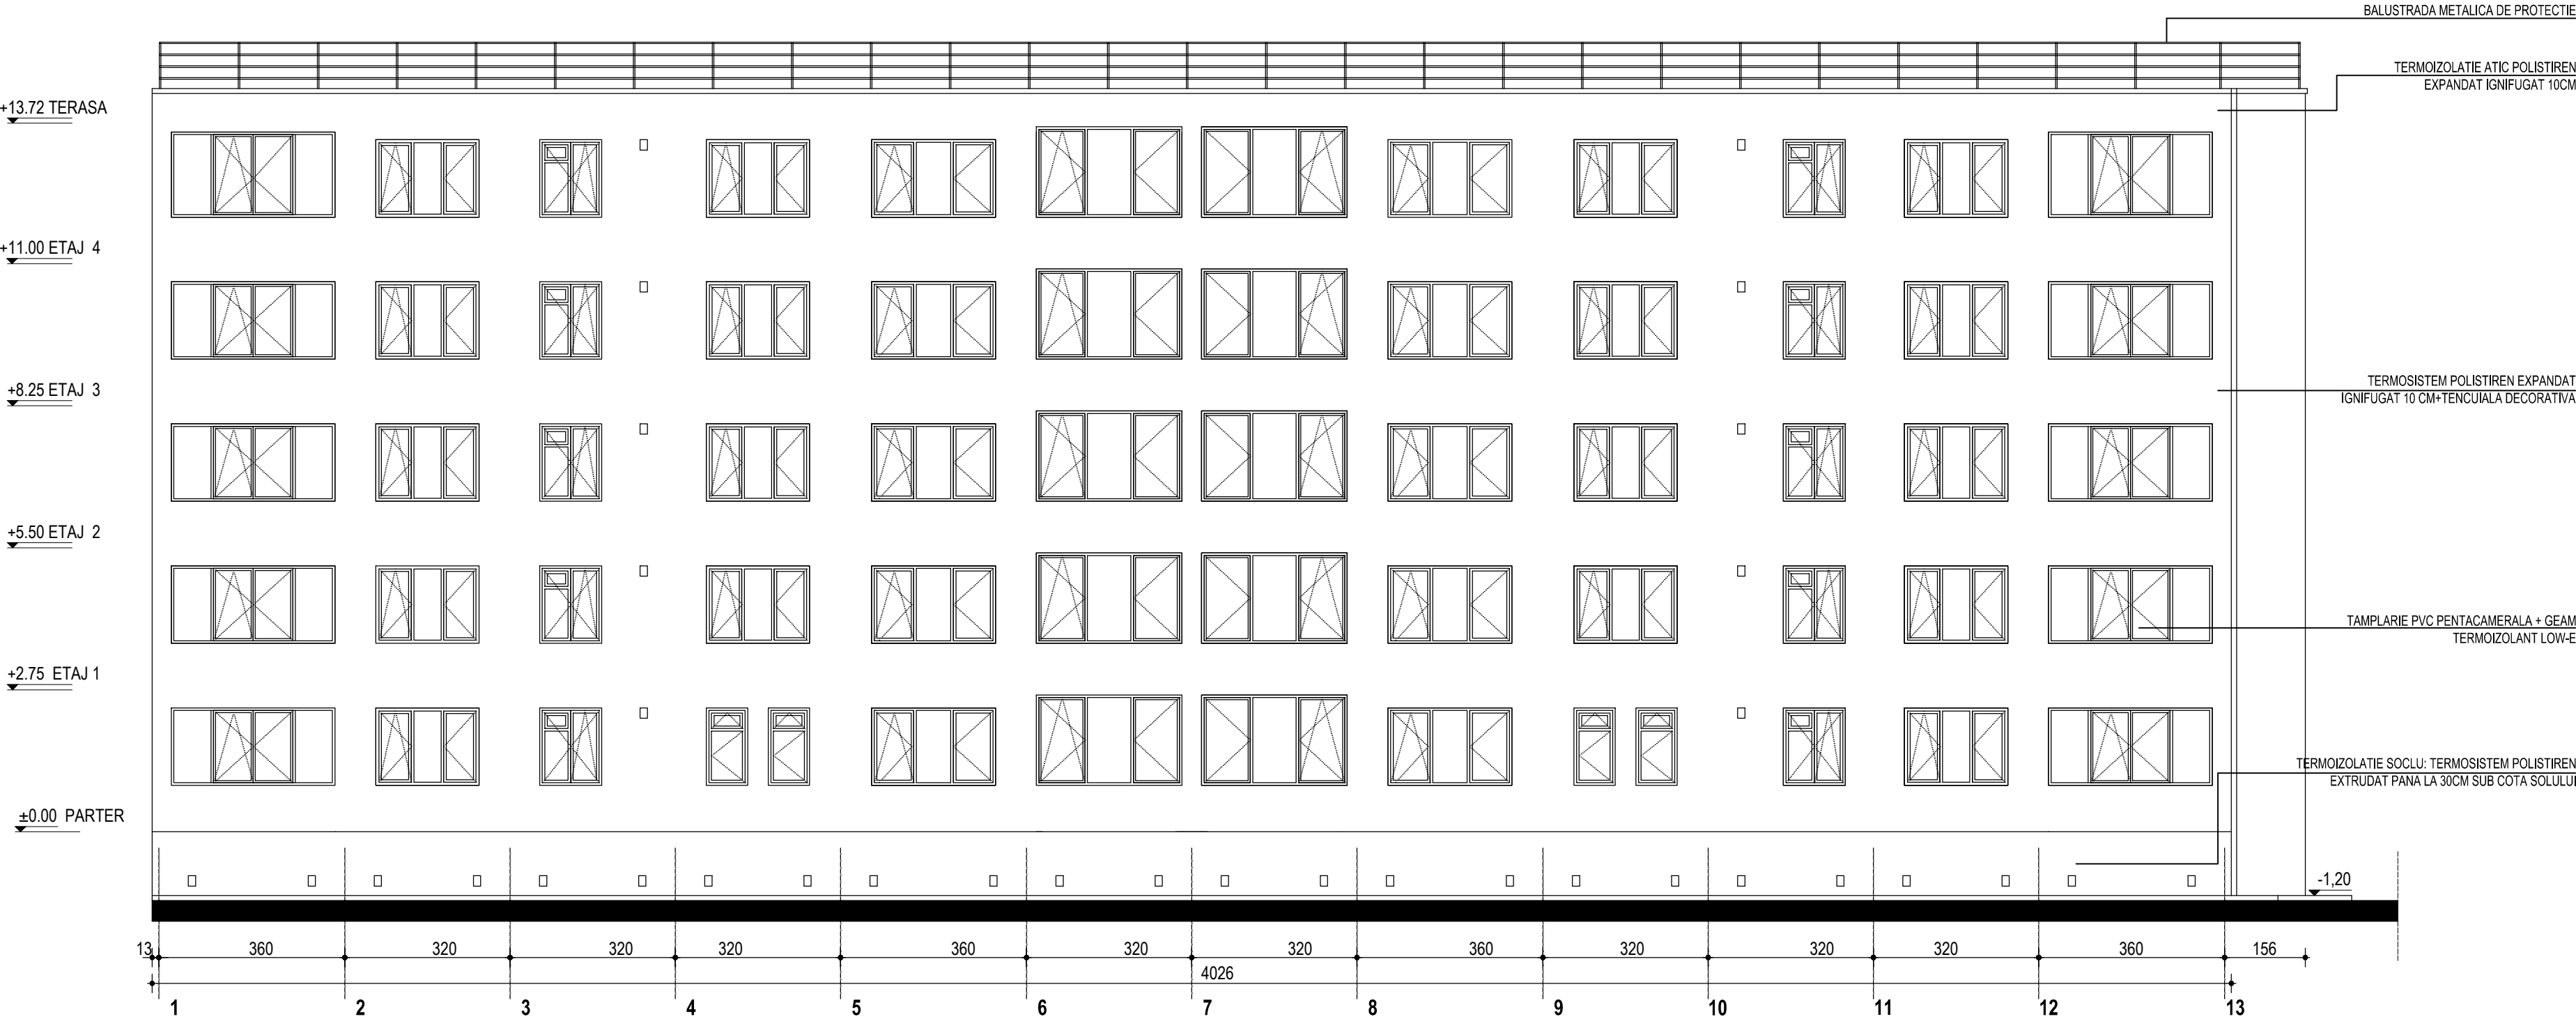 BALUSTRADA METALICA DE PROTECTIE
TERMOIZOLATIE ATIC POLISTIREN
EXPANDAT IGNIFUGAT 10CM
+13.72 TERASA
+11.00 ETAJ 4
+8.25 ETAJ 3
TERMOSISTEM POLISTIREN EXPANDAT
IGNIFUGAT 10 CM+TENCUIALA DECORATIVA
+5.50 ETAJ 2
TAMPLARIE PVC PENTACAMERALA + GEAM
TERMOIZOLANT LOW-E
+2.75 ETAJ 1
TERMOIZOLATIE SOCLU: TERMOSISTEM POLISTIREN
EXTRUDAT PANA LA 30CM SUB COTA SOLULUI
±0.00 PARTER
-1,20
13 360 320 320 320 360 320 320 360 320 320 320 360 156
4026
1 2 3 4 5 6 7 8 9 10 11 12 13